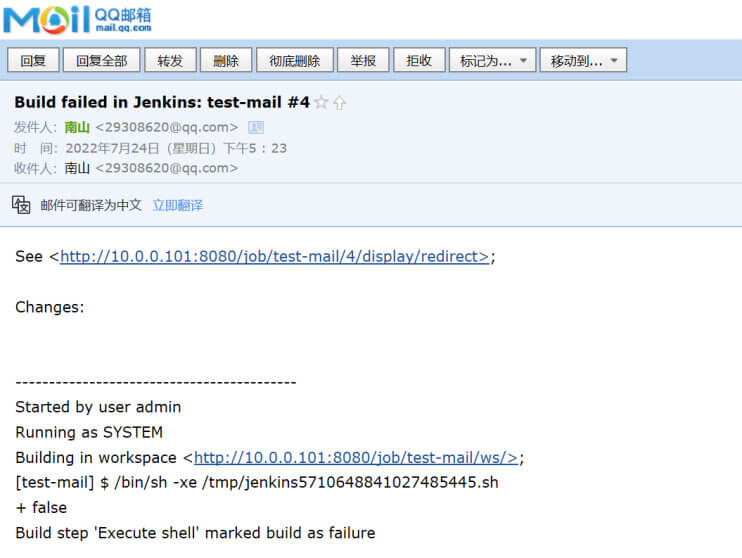 Mail QQ邮箱
mail.qq.com
回复 回复全部 转发 删除 彻底删除 举报 拒收 标记为... 移动到...
Build failed in Jenkins: test-mail #4
发件人：南山 <29308620@qq.com>
时 间：2022年7月24日（星期日）下午5：23
收件人：南山 <29308620@qq.com>
邮件可翻译为中文 立即翻译
See <http://10.0.0.101:8080/job/test-mail/4/display/redirect>;
Changes:
------------------------------------------
Started by user admin
Running as SYSTEM
Building in workspace <http://10.0.0.101:8080/job/test-mail/ws/>;
[test-mail] $ /bin/sh -xe /tmp/jenkins5710648841027485445.sh
+ false
Build step 'Execute shell' marked build as failure